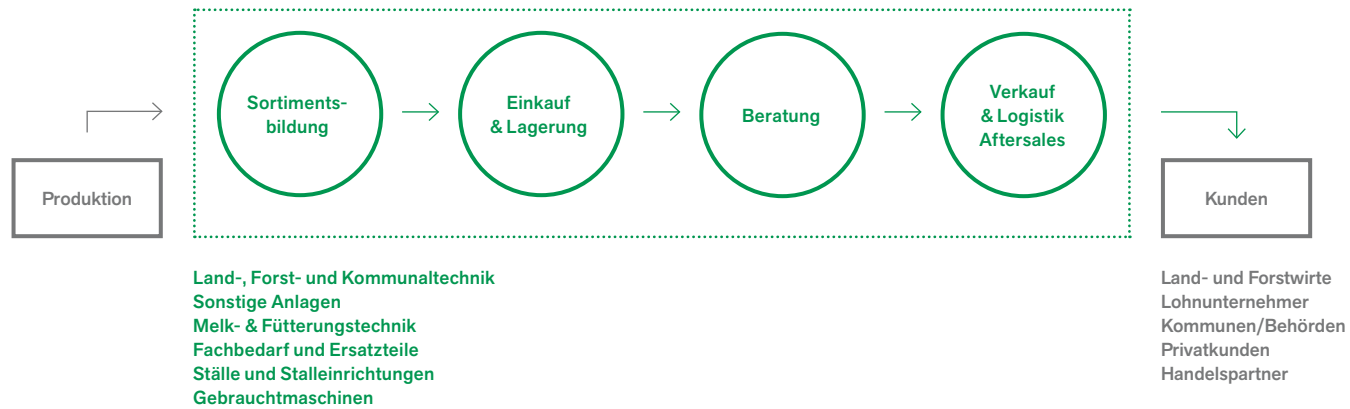 Produktion
Sortiments-
bildung
Einkauf
& Lagerung
Beratung
Verkauf
& Logistik
Aftersales
Kunden
Land-, Forst- und Kommunaltechnik
Sonstige Anlagen
Melk- & Fütterungstechnik
Fachbedarf und Ersatzteile
Ställe und Stalleinrichtungen
Gebrauchtmaschinen
Land- und Forstwirte
Lohnunternehmer
Kommunen/Behörden
Privatkunden
Handelspartner